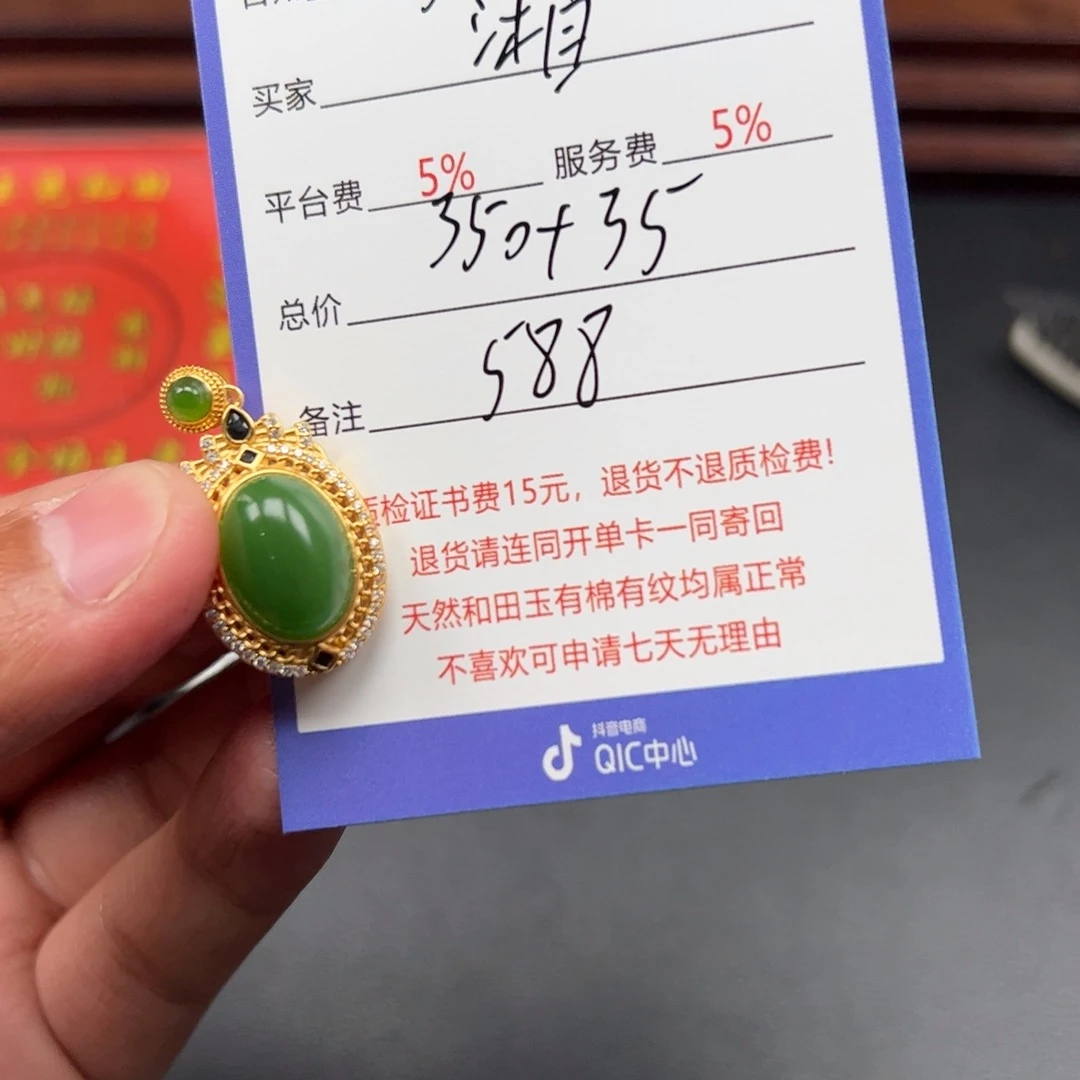 湘
买家
平台费 5% 服务费 5%
350+35
总价
588
备注
质检证书费15元，退货不退质检费！
退货请连同开单卡一同寄回
天然和田玉有棉有纹均属正常
不喜欢可申请七天无理由
抖音电商
QIC中心